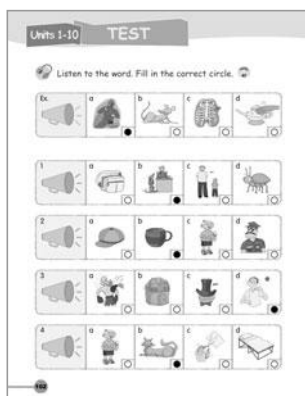 Units 1-10 TEST
Listen to the word. Fill in the correct circle.
Ex. a b c d
1 a b c d
2 a b c d
3 a b c d
4 a b c d
102